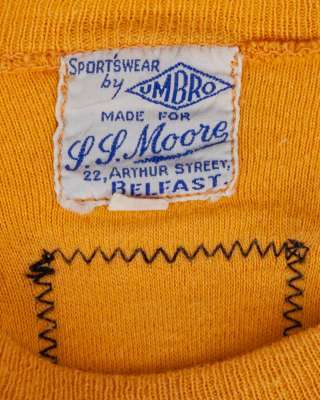 SPORTSWEAR
by UMBRO
MADE FOR
S.S. Moore,
22, ARTHUR STREET,
BELFAST.